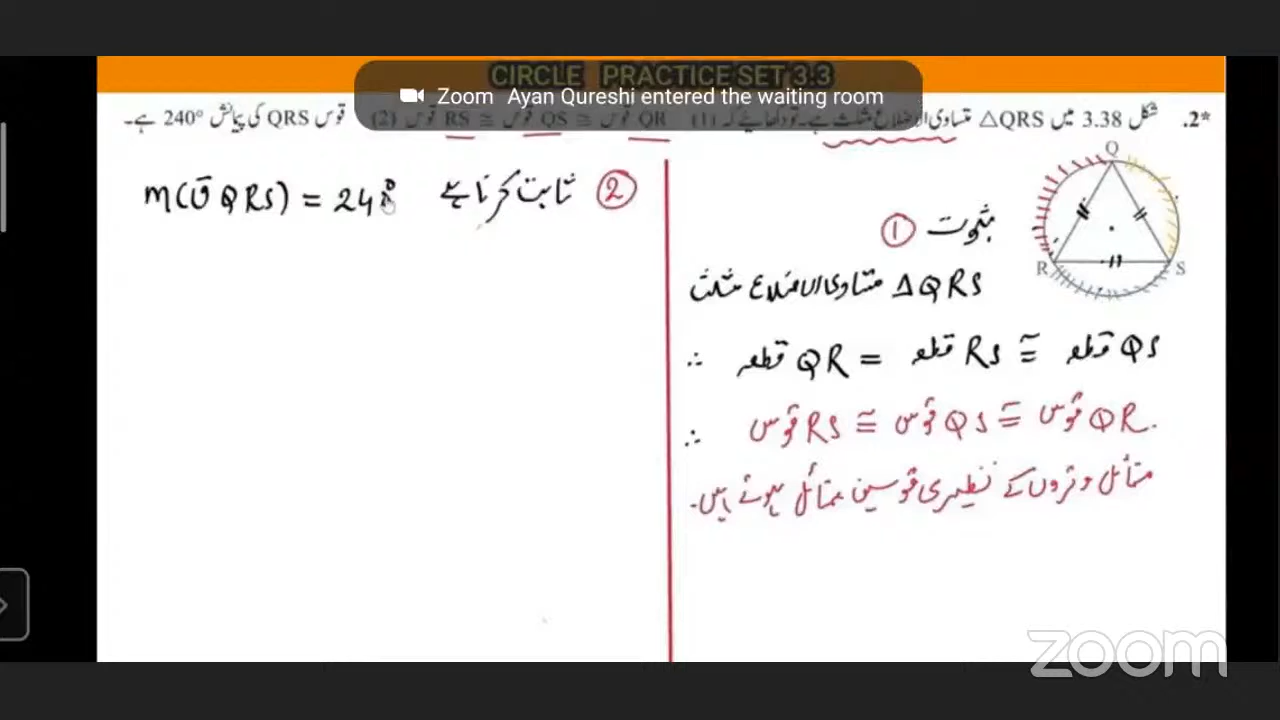 CIRCLE PRACTICE SET 3.3
Zoom Ayan Qureshi entered the waiting room
*2. شکل 3.38 میں △QRS متساوی الاضلاع مثلث ہے۔ تو دکھائیے کہ (1) قوس RS ≅ قوس QS ≅ قوس QR (2) قوس QRS کی پیمائش 240° ہے۔
Q
R
S
ثبوت ①
△QRS متساوی الاضلاع مثلث
∴ قطعہ QR = قطعہ RS ≅ قطعہ QS
∴ قوس RS ≅ قوس QS ≅ قوس QR.
متماثل وتروں کے نظیری قوسین متماثل ہوتے ہیں۔
② ثابت کرنا ہے m(ق QRS) = 240°
zoom